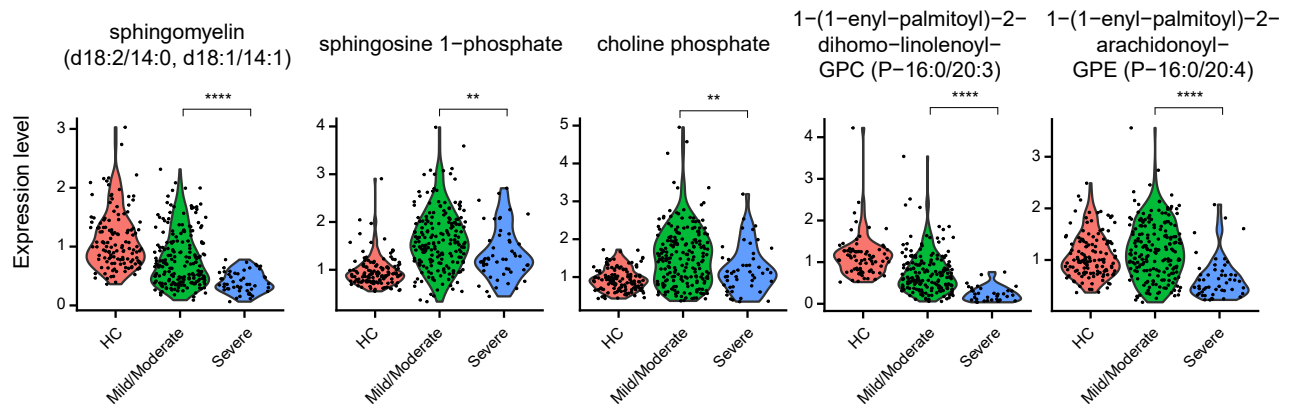 sphingomyelin
(d18:2/14:0, d18:1/14:1)
sphingosine 1−phosphate
choline phosphate
1−(1−enyl−palmitoyl)−2−
dihomo−linolenoyl−
GPC (P−16:0/20:3)
1−(1−enyl−palmitoyl)−2−
arachidonoyl−
GPE (P−16:0/20:4)
Expression level
****
3
2
1
0
HC
Mild/Moderate
Severe
**
4
3
2
1
HC
Mild/Moderate
Severe
**
5
4
3
2
1
HC
Mild/Moderate
Severe
****
4
3
2
1
0
HC
Mild/Moderate
Severe
****
3
2
1
HC
Mild/Moderate
Severe